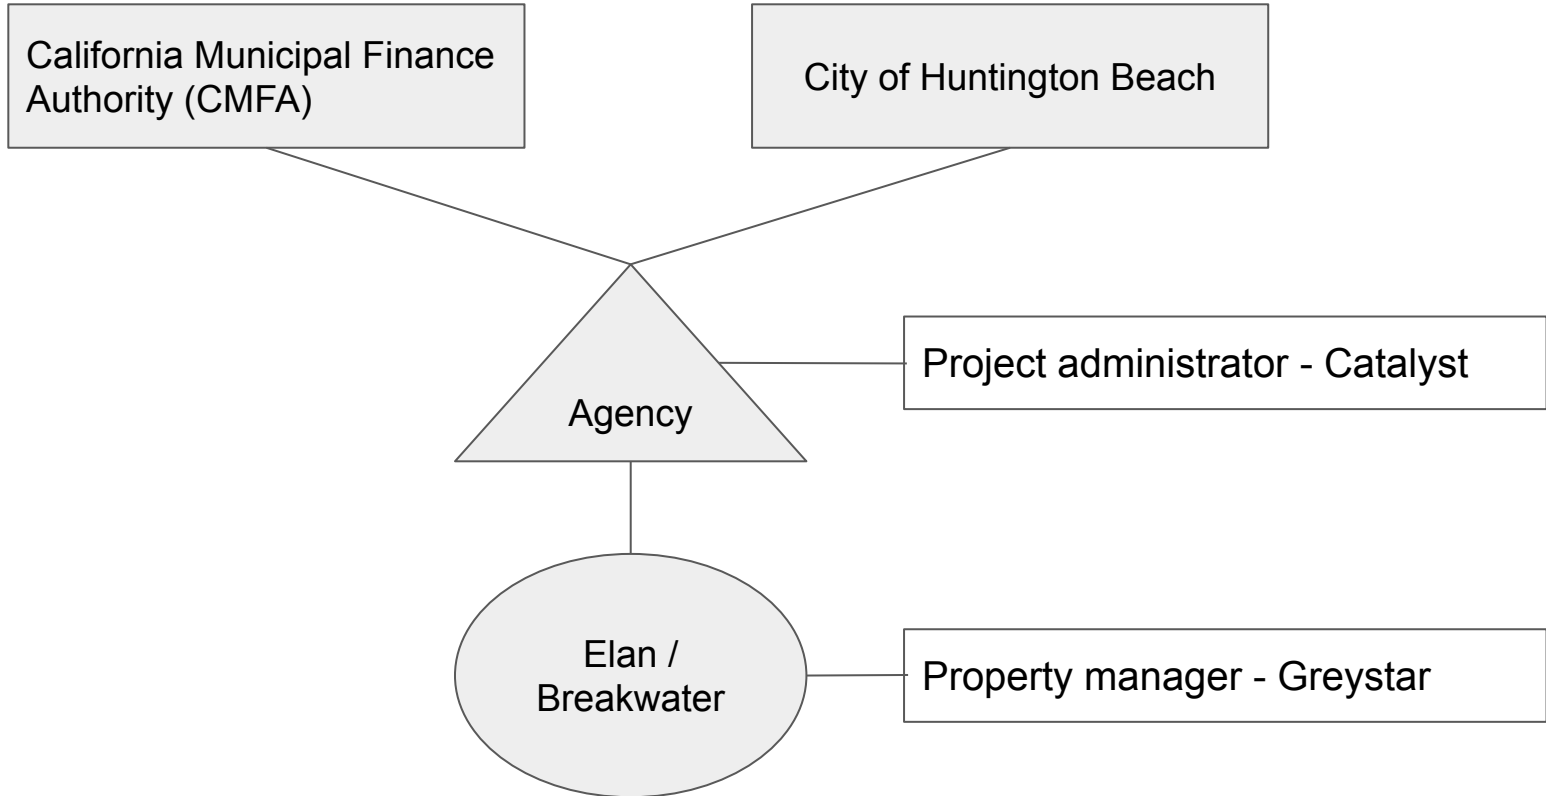 California Municipal Finance
Authority (CMFA)
City of Huntington Beach
Project administrator - Catalyst
Agency
Elan /
Breakwater
Property manager - Greystar